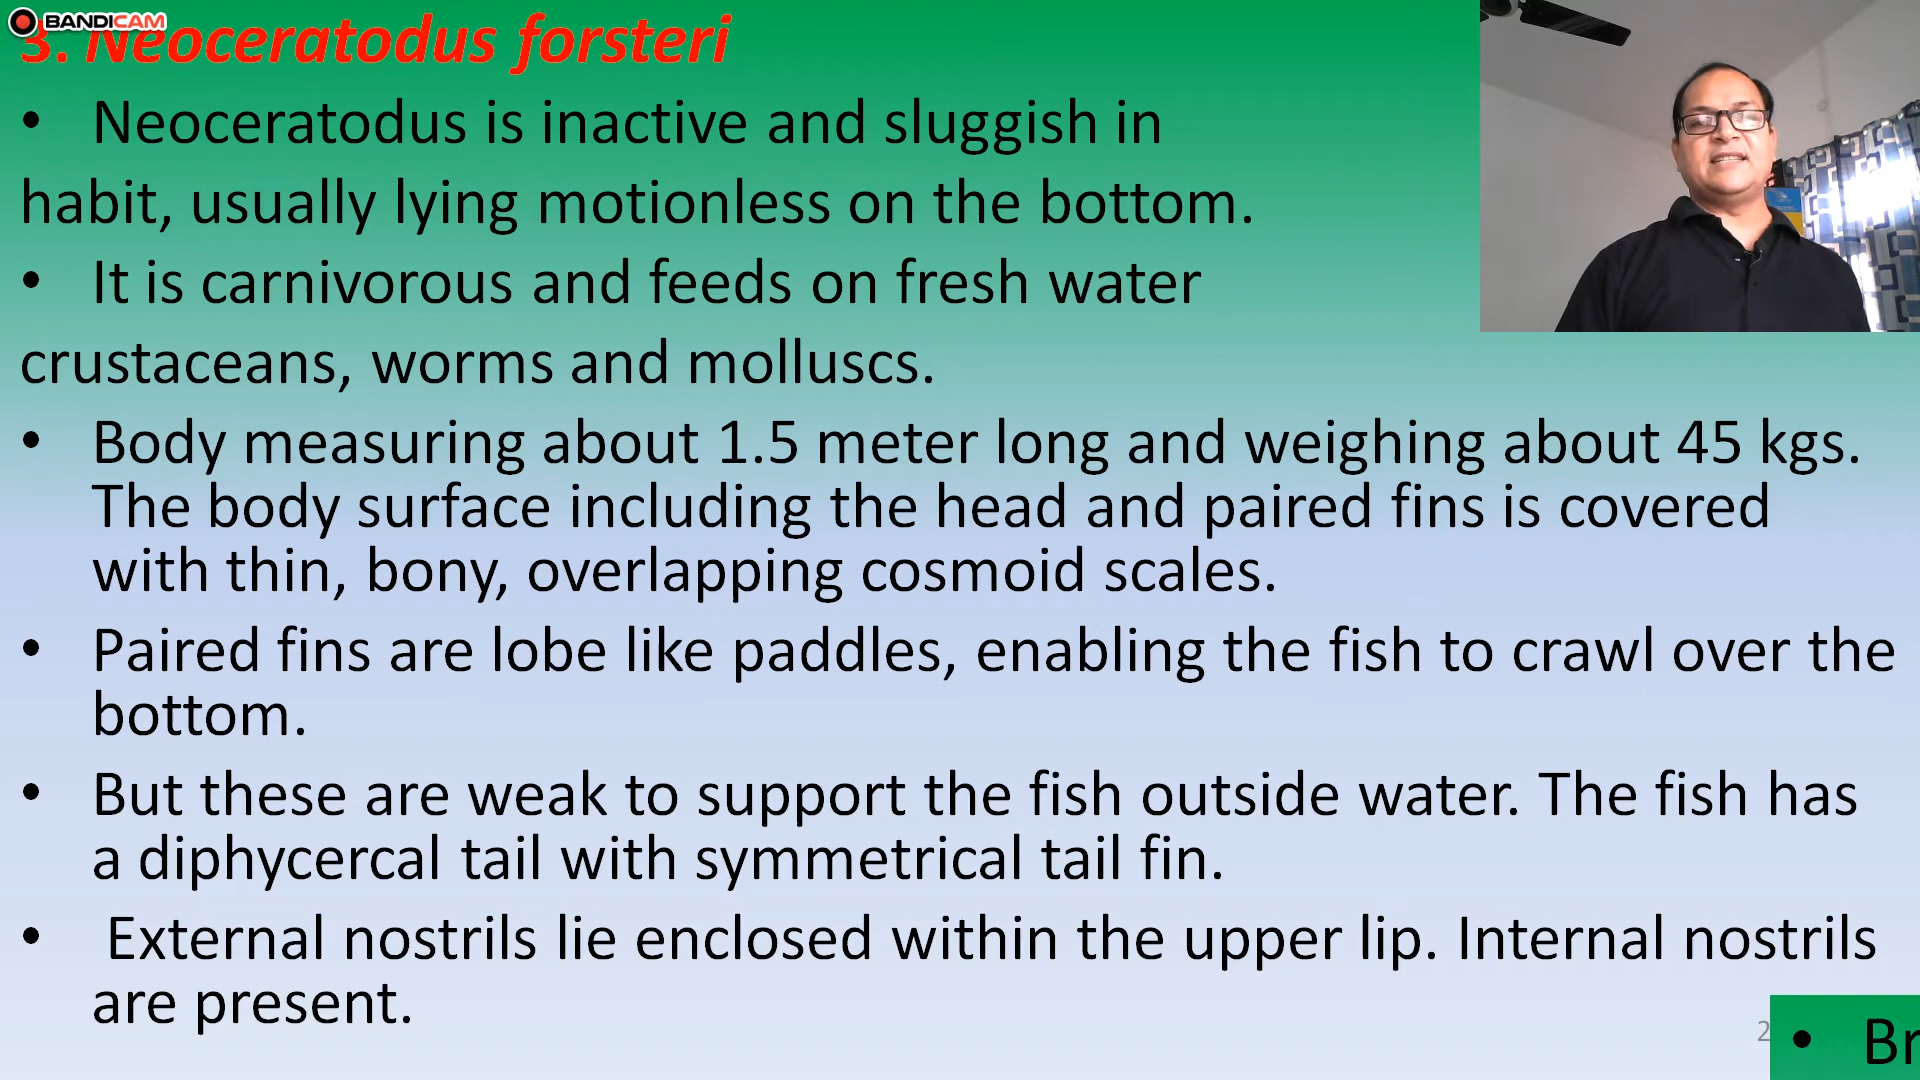 BANDICAM
3. Neoceratodus forsteri
• Neoceratodus is inactive and sluggish in
habit, usually lying motionless on the bottom.
• It is carnivorous and feeds on fresh water
crustaceans, worms and molluscs.
• Body measuring about 1.5 meter long and weighing about 45 kgs.
The body surface including the head and paired fins is covered
with thin, bony, overlapping cosmoid scales.
• Paired fins are lobe like paddles, enabling the fish to crawl over the
bottom.
• But these are weak to support the fish outside water. The fish has
a diphycercal tail with symmetrical tail fin.
• External nostrils lie enclosed within the upper lip. Internal nostrils
are present.
2
•